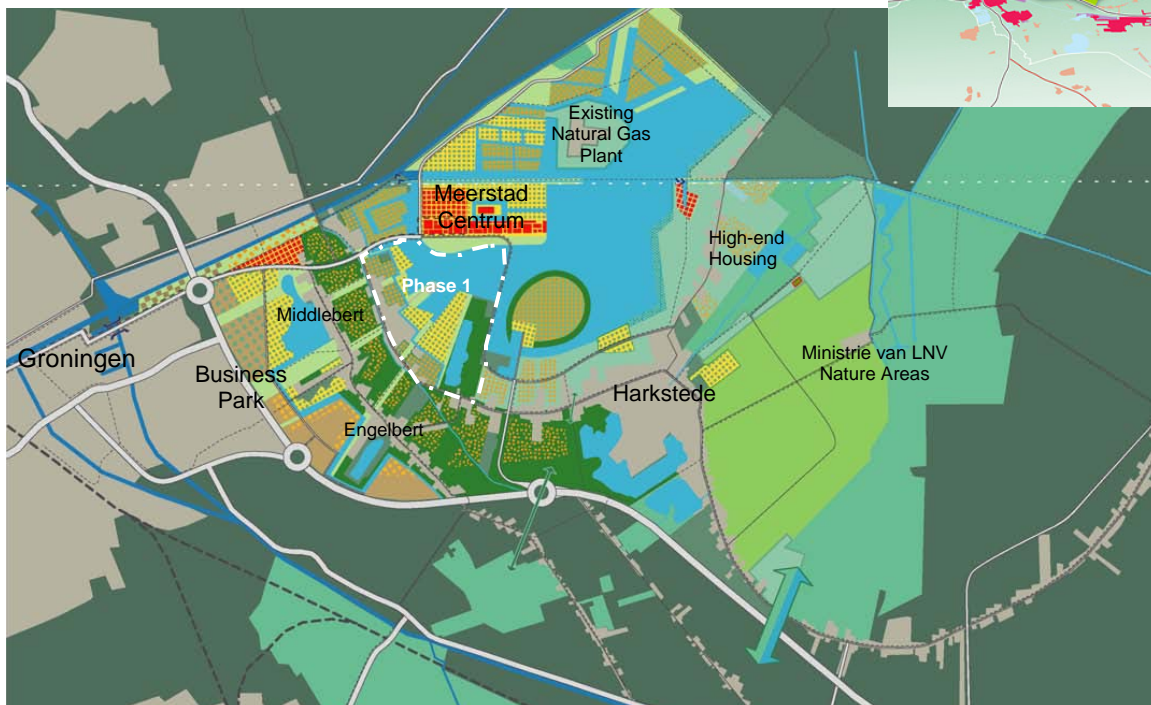 Existing
Natural Gas
Plant
Meerstad
Centrum
High-end
Housing
Phase 1
Middlebert
Groningen
Business
Park
Ministrie van LNV
Nature Areas
Harkstede
Engelbert